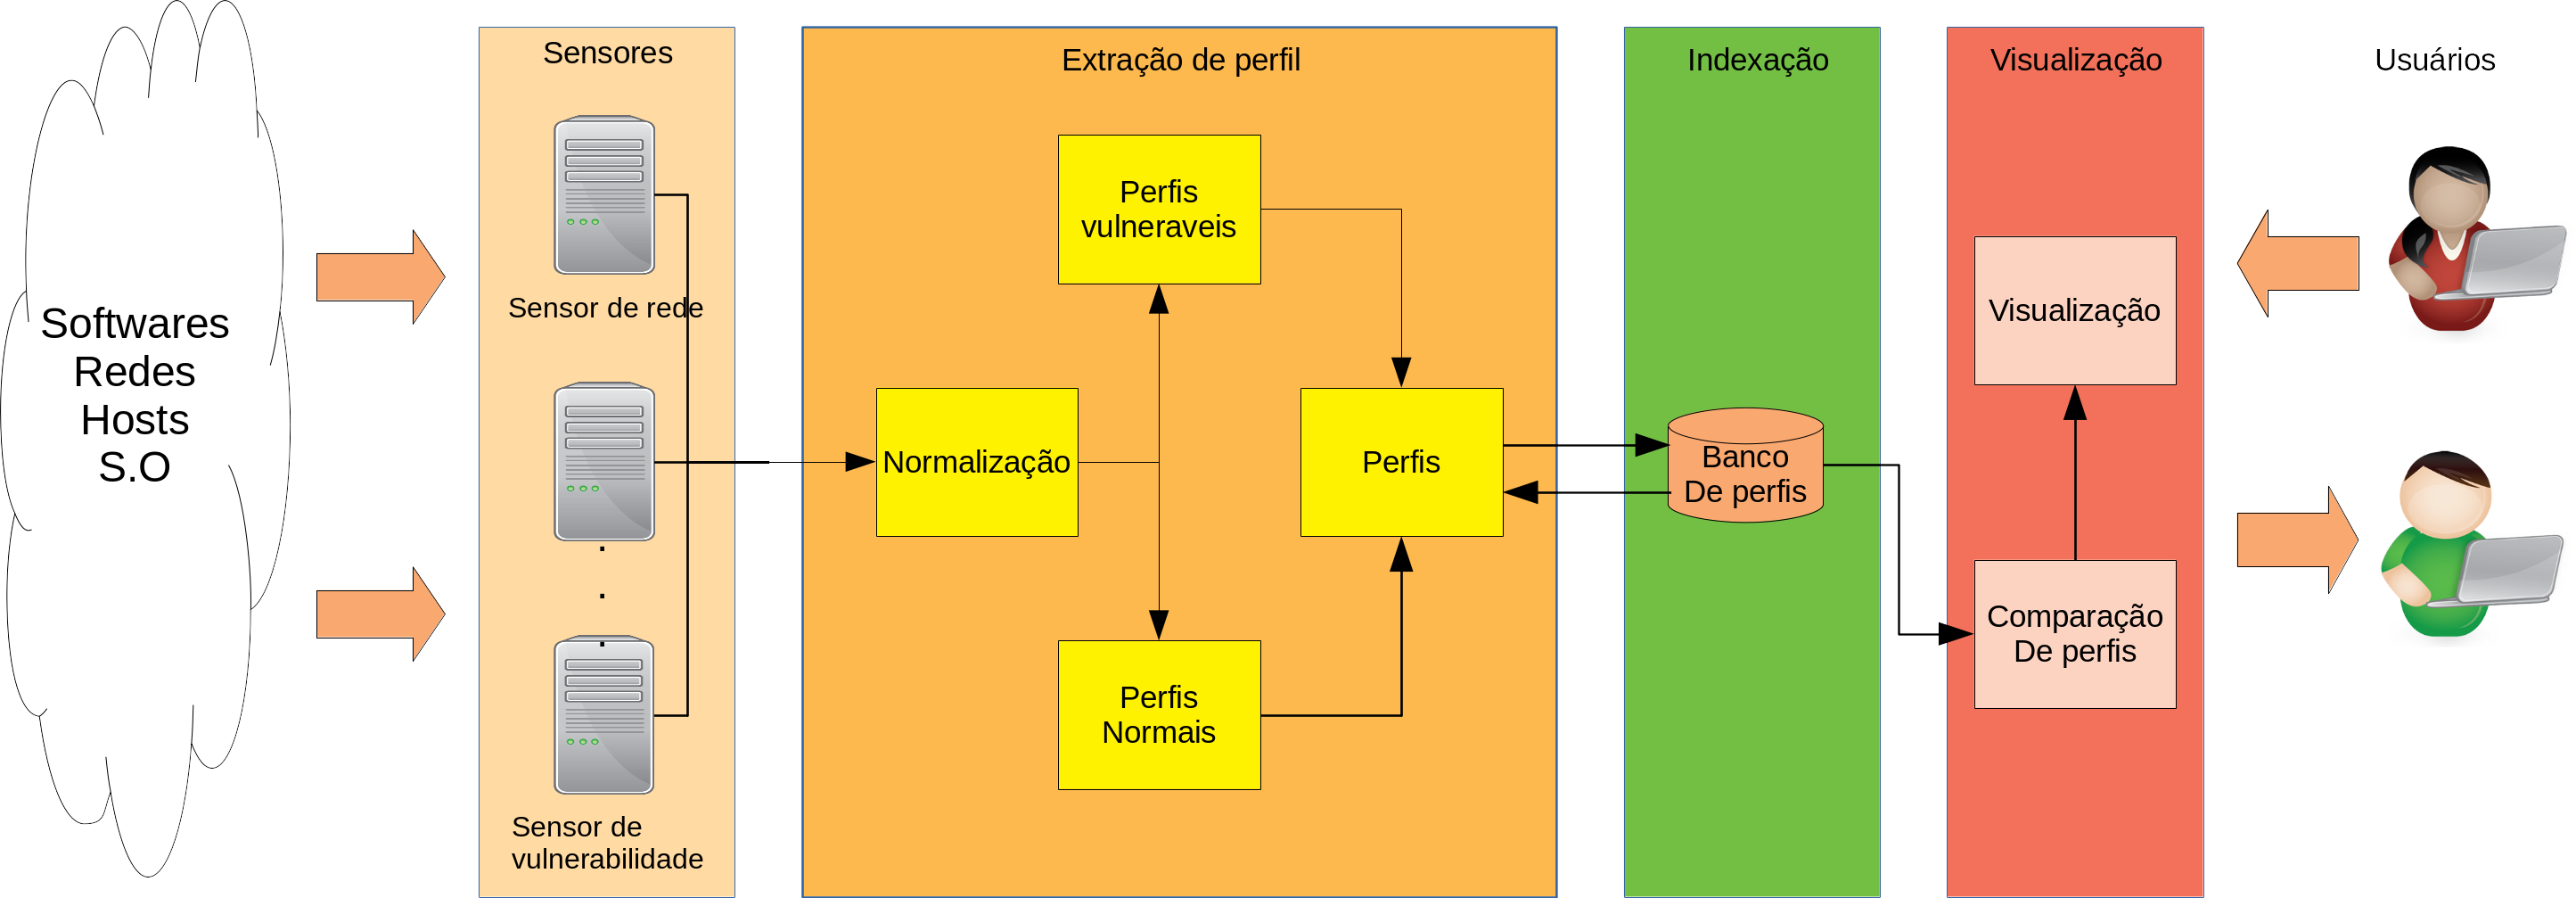 Softwares
Redes
Hosts
S.O
Sensores
Sensor de rede
.
.
.
Sensor de
vulnerabilidade
Extração de perfil
Perfis
vulneraveis
Normalização
Perfis
Perfis
Normais
Indexação
Banco
De perfis
Visualização
Visualização
Comparação
De perfis
Usuários